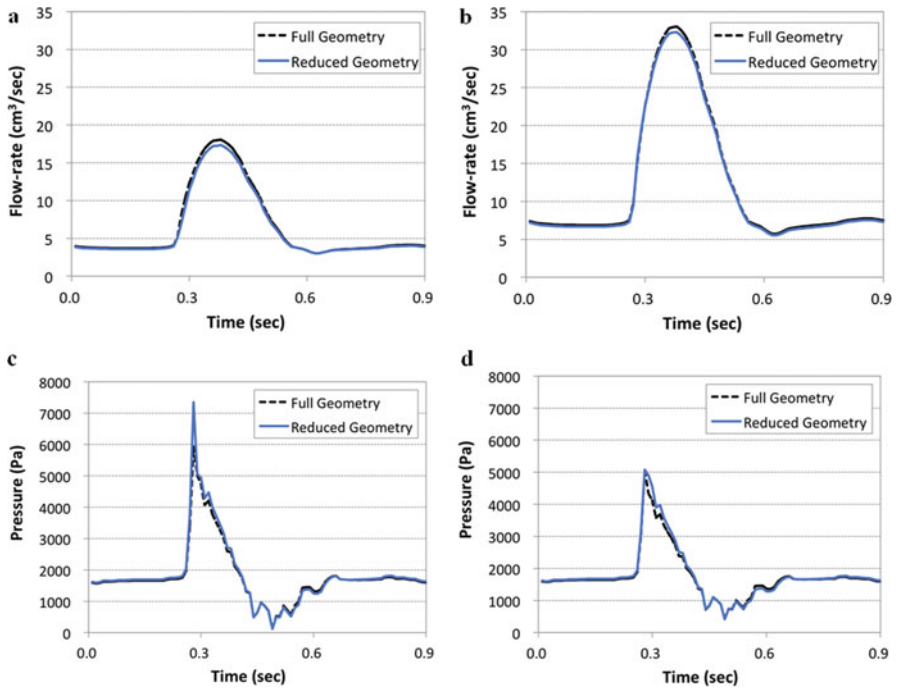 a
35
30
25
20
15
10
5
0
Flow-rate (cm³/sec)
Full Geometry
Reduced Geometry
0.0 0.3 0.6 0.9
Time (sec)
b
35
30
25
20
15
10
5
0
Flow-rate (cm³/sec)
Full Geometry
Reduced Geometry
0.0 0.3 0.6 0.9
Time (sec)
c
8000
7000
6000
5000
4000
3000
2000
1000
0
Pressure (Pa)
Full Geometry
Reduced Geometry
0.0 0.3 0.6 0.9
Time (sec)
d
8000
7000
6000
5000
4000
3000
2000
1000
0
Pressure (Pa)
Full Geometry
Reduced Geometry
0.0 0.3 0.6 0.9
Time (sec)